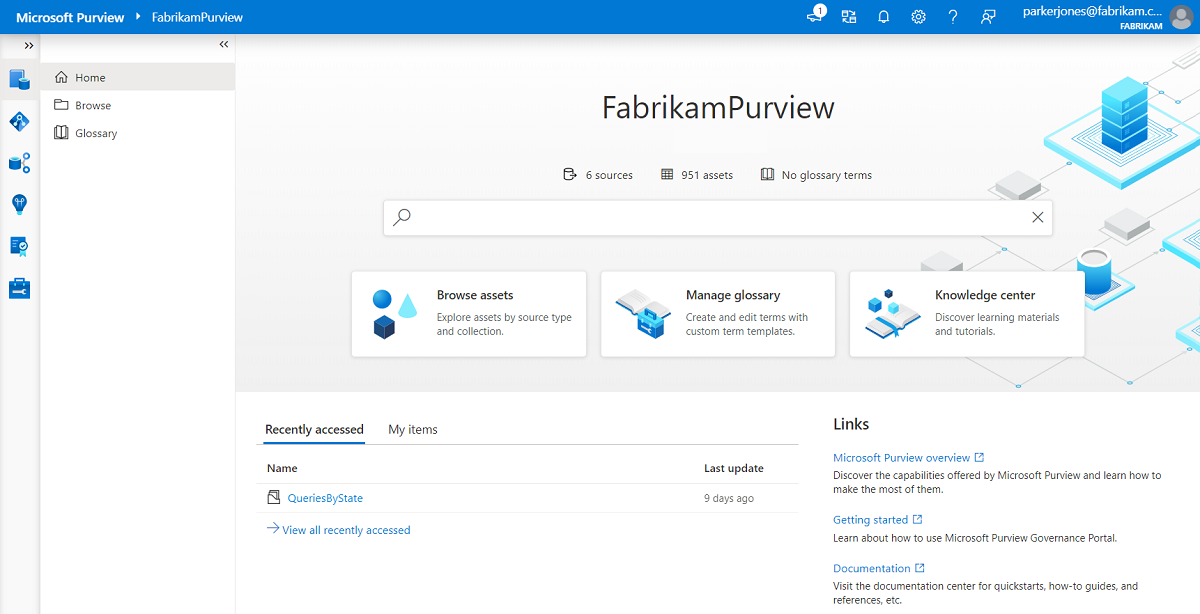 Microsoft Purview FabrikamPurview
1
parkerjones@fabrikam.c...
FABRIKAM
Home
Browse
Glossary
FabrikamPurview
6 sources 951 assets No glossary terms
Browse assets
Explore assets by source type
and collection.
Manage glossary
Create and edit terms with
custom term templates.
Knowledge center
Discover learning materials
and tutorials.
Recently accessed My items
Name Last update
QueriesByState 9 days ago
View all recently accessed
Links
Microsoft Purview overview
Discover the capabilities offered by Microsoft Purview and learn how to
make the most of them.
Getting started
Learn about how to use Microsoft Purview Governance Portal.
Documentation
Visit the documentation center for quickstarts, how-to guides, and
references, etc.